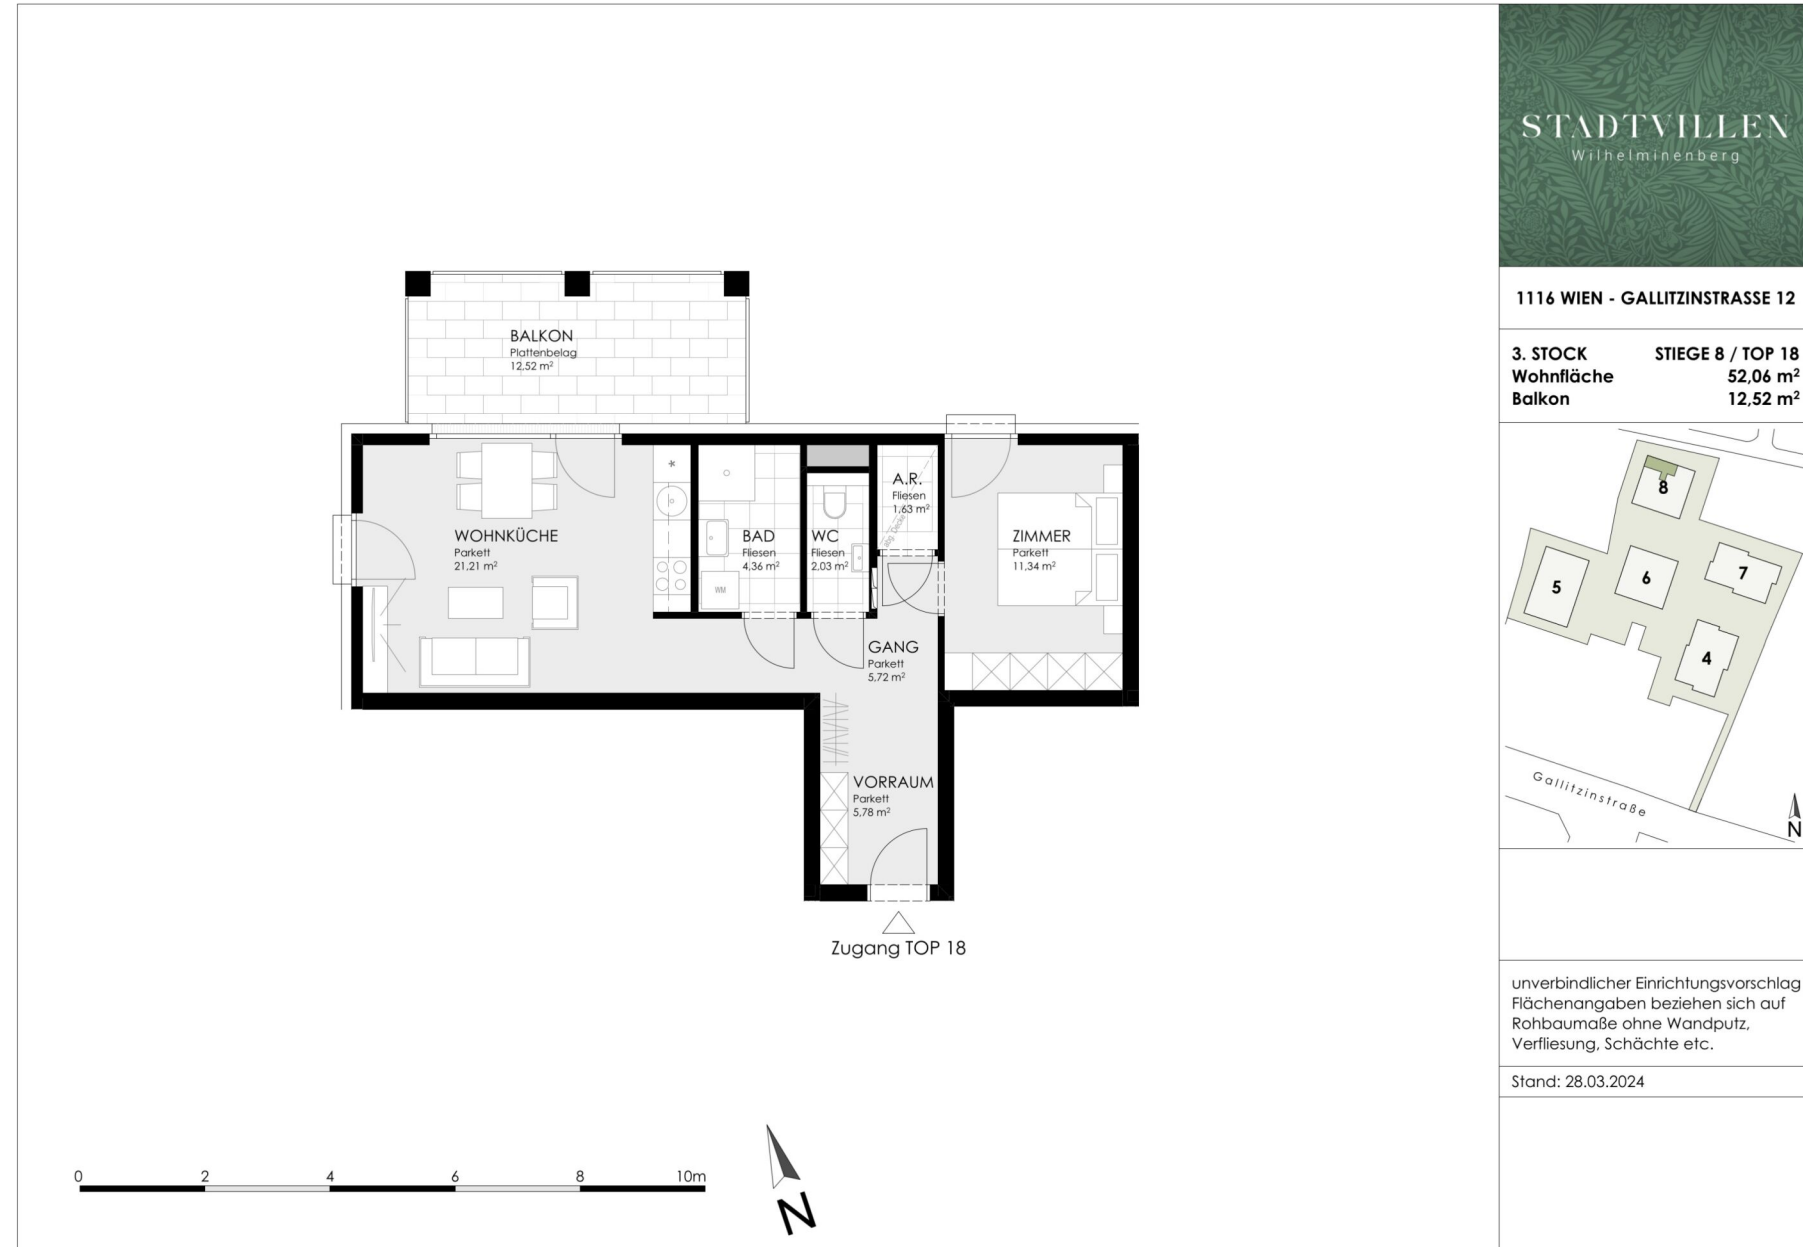 STADTVILLEN
Wilhelminenberg
1116 WIEN - GALLITZINSTRASSE 12
3. STOCK STIEGE 8 / TOP 18
Wohnfläche 52,06 m²
Balkon 12,52 m²
8
5
6
7
4
Gallitzinstraße
N
unverbindlicher Einrichtungsvorschlag
Flächenangaben beziehen sich auf
Rohbaumaße ohne Wandputz,
Verfliesung, Schächte etc.
Stand: 28.03.2024
BALKON
Plattenbelag
12,52 m²
WOHNKÜCHE
Parkett
21,21 m²
*
BAD
Fliesen
4,36 m²
WM
WC
Fliesen
2,03 m²
A.R.
Fliesen
1,63 m²
abg. Decke
ZIMMER
Parkett
11,34 m²
GANG
Parkett
5,72 m²
VORRAUM
Parkett
5,78 m²
Zugang TOP 18
0 2 4 6 8 10m
N